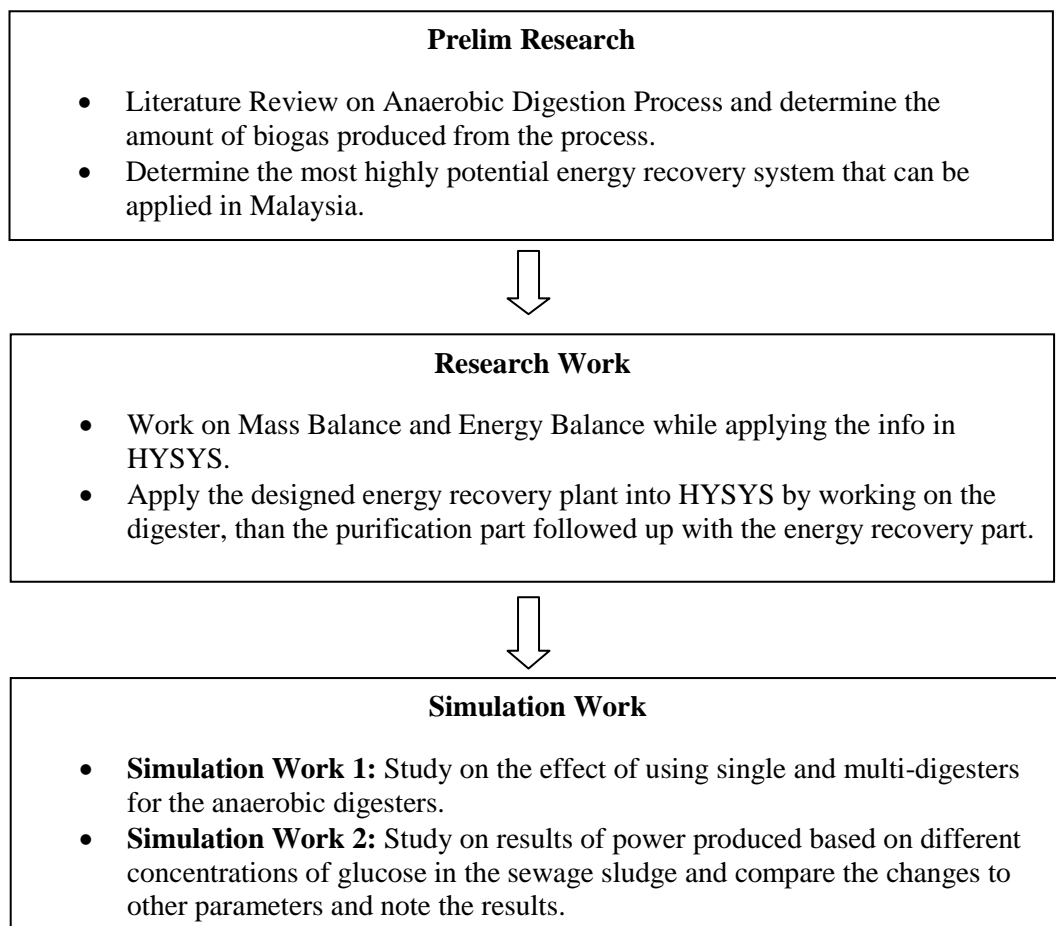 Prelim Research
• Literature Review on Anaerobic Digestion Process and determine the
amount of biogas produced from the process.
• Determine the most highly potential energy recovery system that can be
applied in Malaysia.
Research Work
• Work on Mass Balance and Energy Balance while applying the info in
HYSYS.
• Apply the designed energy recovery plant into HYSYS by working on the
digester, than the purification part followed up with the energy recovery part.
Simulation Work
• Simulation Work 1: Study on the effect of using single and multi-digesters
for the anaerobic digesters.
• Simulation Work 2: Study on results of power produced based on different
concentrations of glucose in the sewage sludge and compare the changes to
other parameters and note the results.